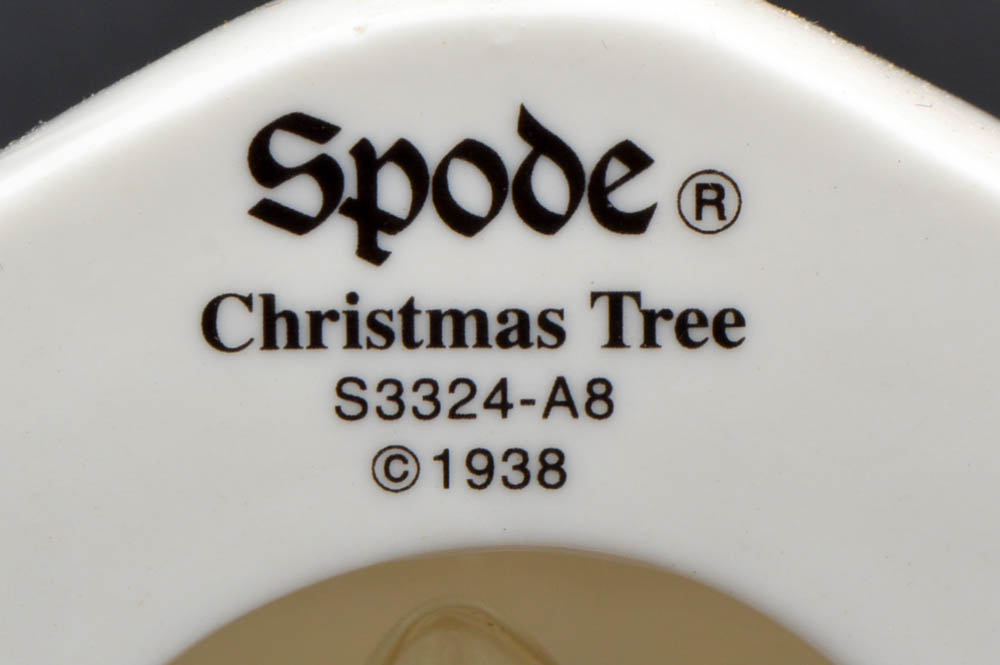 Spode ®
Christmas Tree
S3324-A8
©1938